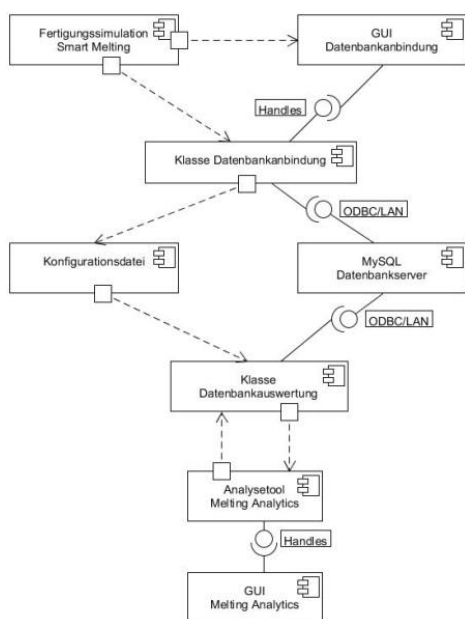 Fertigungssimulation
Smart Melting
GUI
Datenbankanbindung
Handles
Klasse Datenbankanbindung
ODBC/LAN
Konfigurationsdatei
MySQL
Datenbankserver
ODBC/LAN
Klasse
Datenbankauswertung
Analysetool
Melting Analytics
Handles
GUI
Melting Analytics